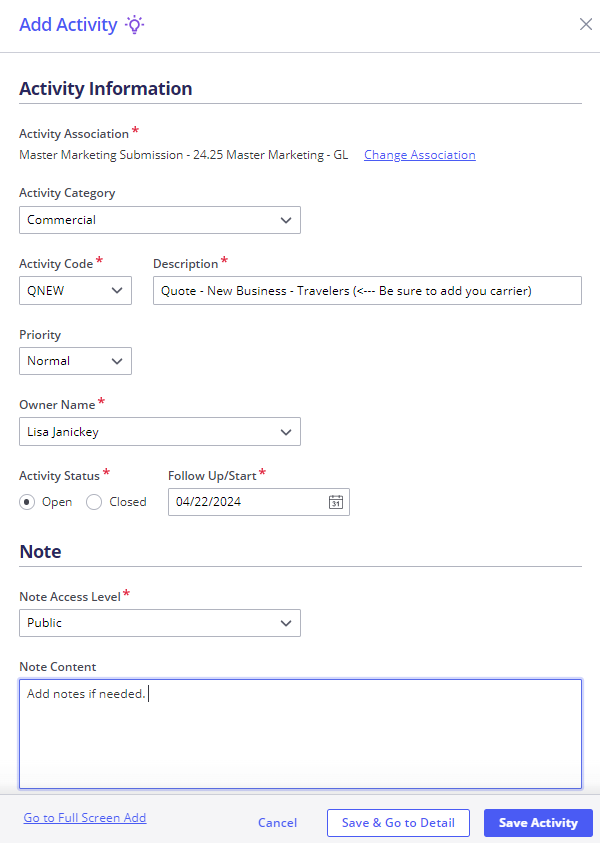 Add Activity
Activity Information
Activity Association *
Master Marketing Submission - 24.25 Master Marketing - GL Change Association
Activity Category
Commercial
Activity Code * Description *
QNEW Quote - New Business - Travelers (<--- Be sure to add you carrier)
Priority
Normal
Owner Name *
Lisa Janickey
Activity Status * Follow Up/Start *
Open Closed 04/22/2024 31
Note
Note Access Level *
Public
Note Content
Add notes if needed.
Go to Full Screen Add Cancel Save & Go to Detail Save Activity